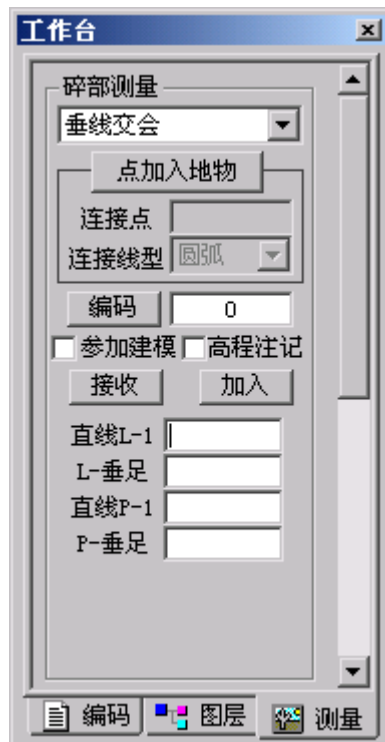 工作台
碎部测量
垂线交会
点加入地物
连接点
连接线型 圆弧
编码 0
参加建模 高程注记
接收 加入
直线L-1
L-垂足
直线P-1
P-垂足
编码 图层 测量